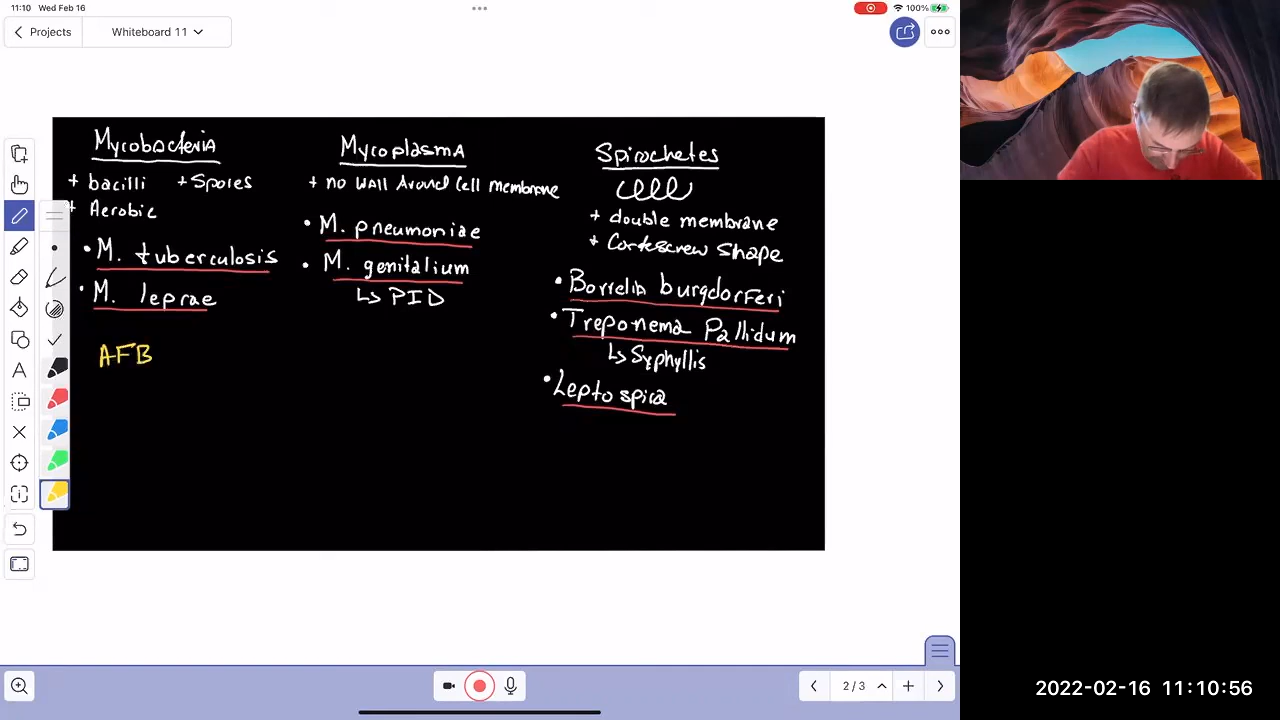 11:10 Wed Feb 16
100%
Projects
Whiteboard 11
Mycobacteria
+ bacilli + Spores
+ Aerobic
• M. tuberculosis
• M. leprae
AFB
Mycoplasma
+ no wall Around Cell membrane
• M. pneumoniae
• M. genitalium
↳ PID
Spirochetes
+ double membrane
+ Corkscrew shape
• Borrelia burgdorferi
• Treponema Pallidum
↳ Syphyllis
• Leptospira
A
2 / 3
2022-02-16 11:10:56